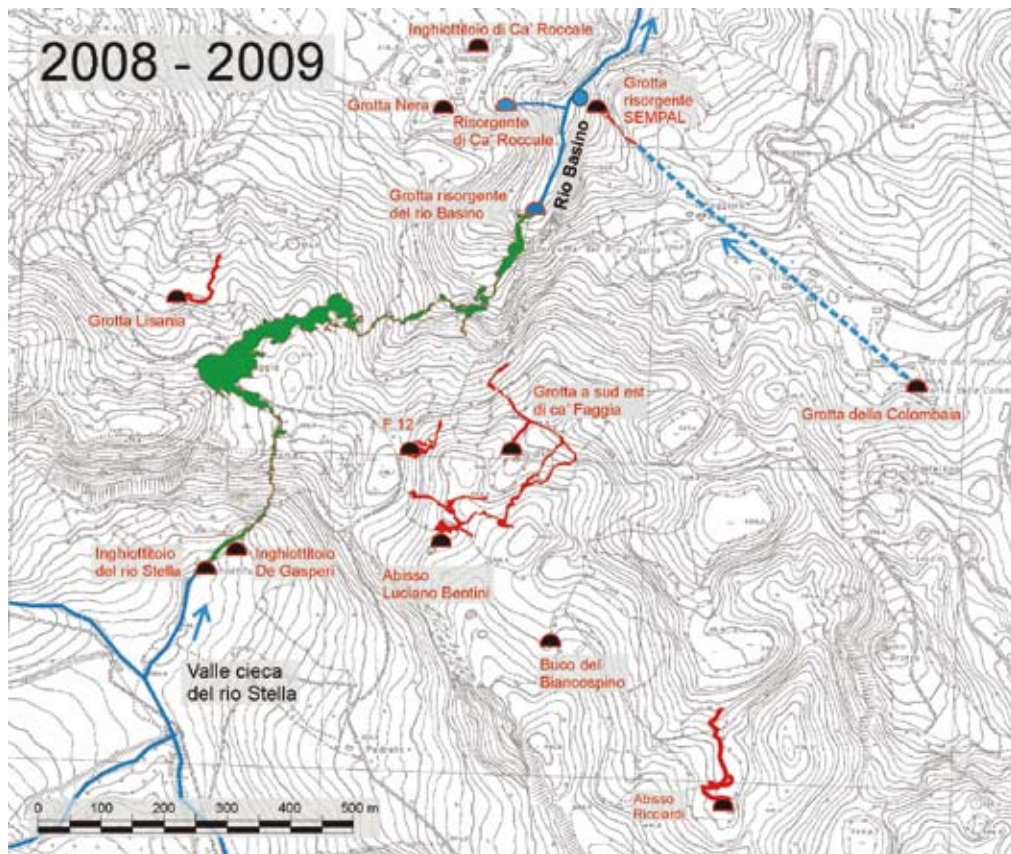 2008 - 2009
Inghiottitoio di Ca' Roccale
Grotta Nera
Risorgente
di Ca' Roccale
Grotta
risorgente
SEMPAL
Rio Basino
Grotta risorgente
del rio Basino
Grotta Lisania
Grotta a sud est
di ca' Faggia
F 12
Grotta della Colombaia
Inghiottitoio
del rio Stella
Inghiottitoio
De Gasperi
Abisso
Luciano Bentini
Valle cieca
del rio Stella
Buco del
Biancospino
Abisso
Ricciardi
0 100 200 300 400 500 m